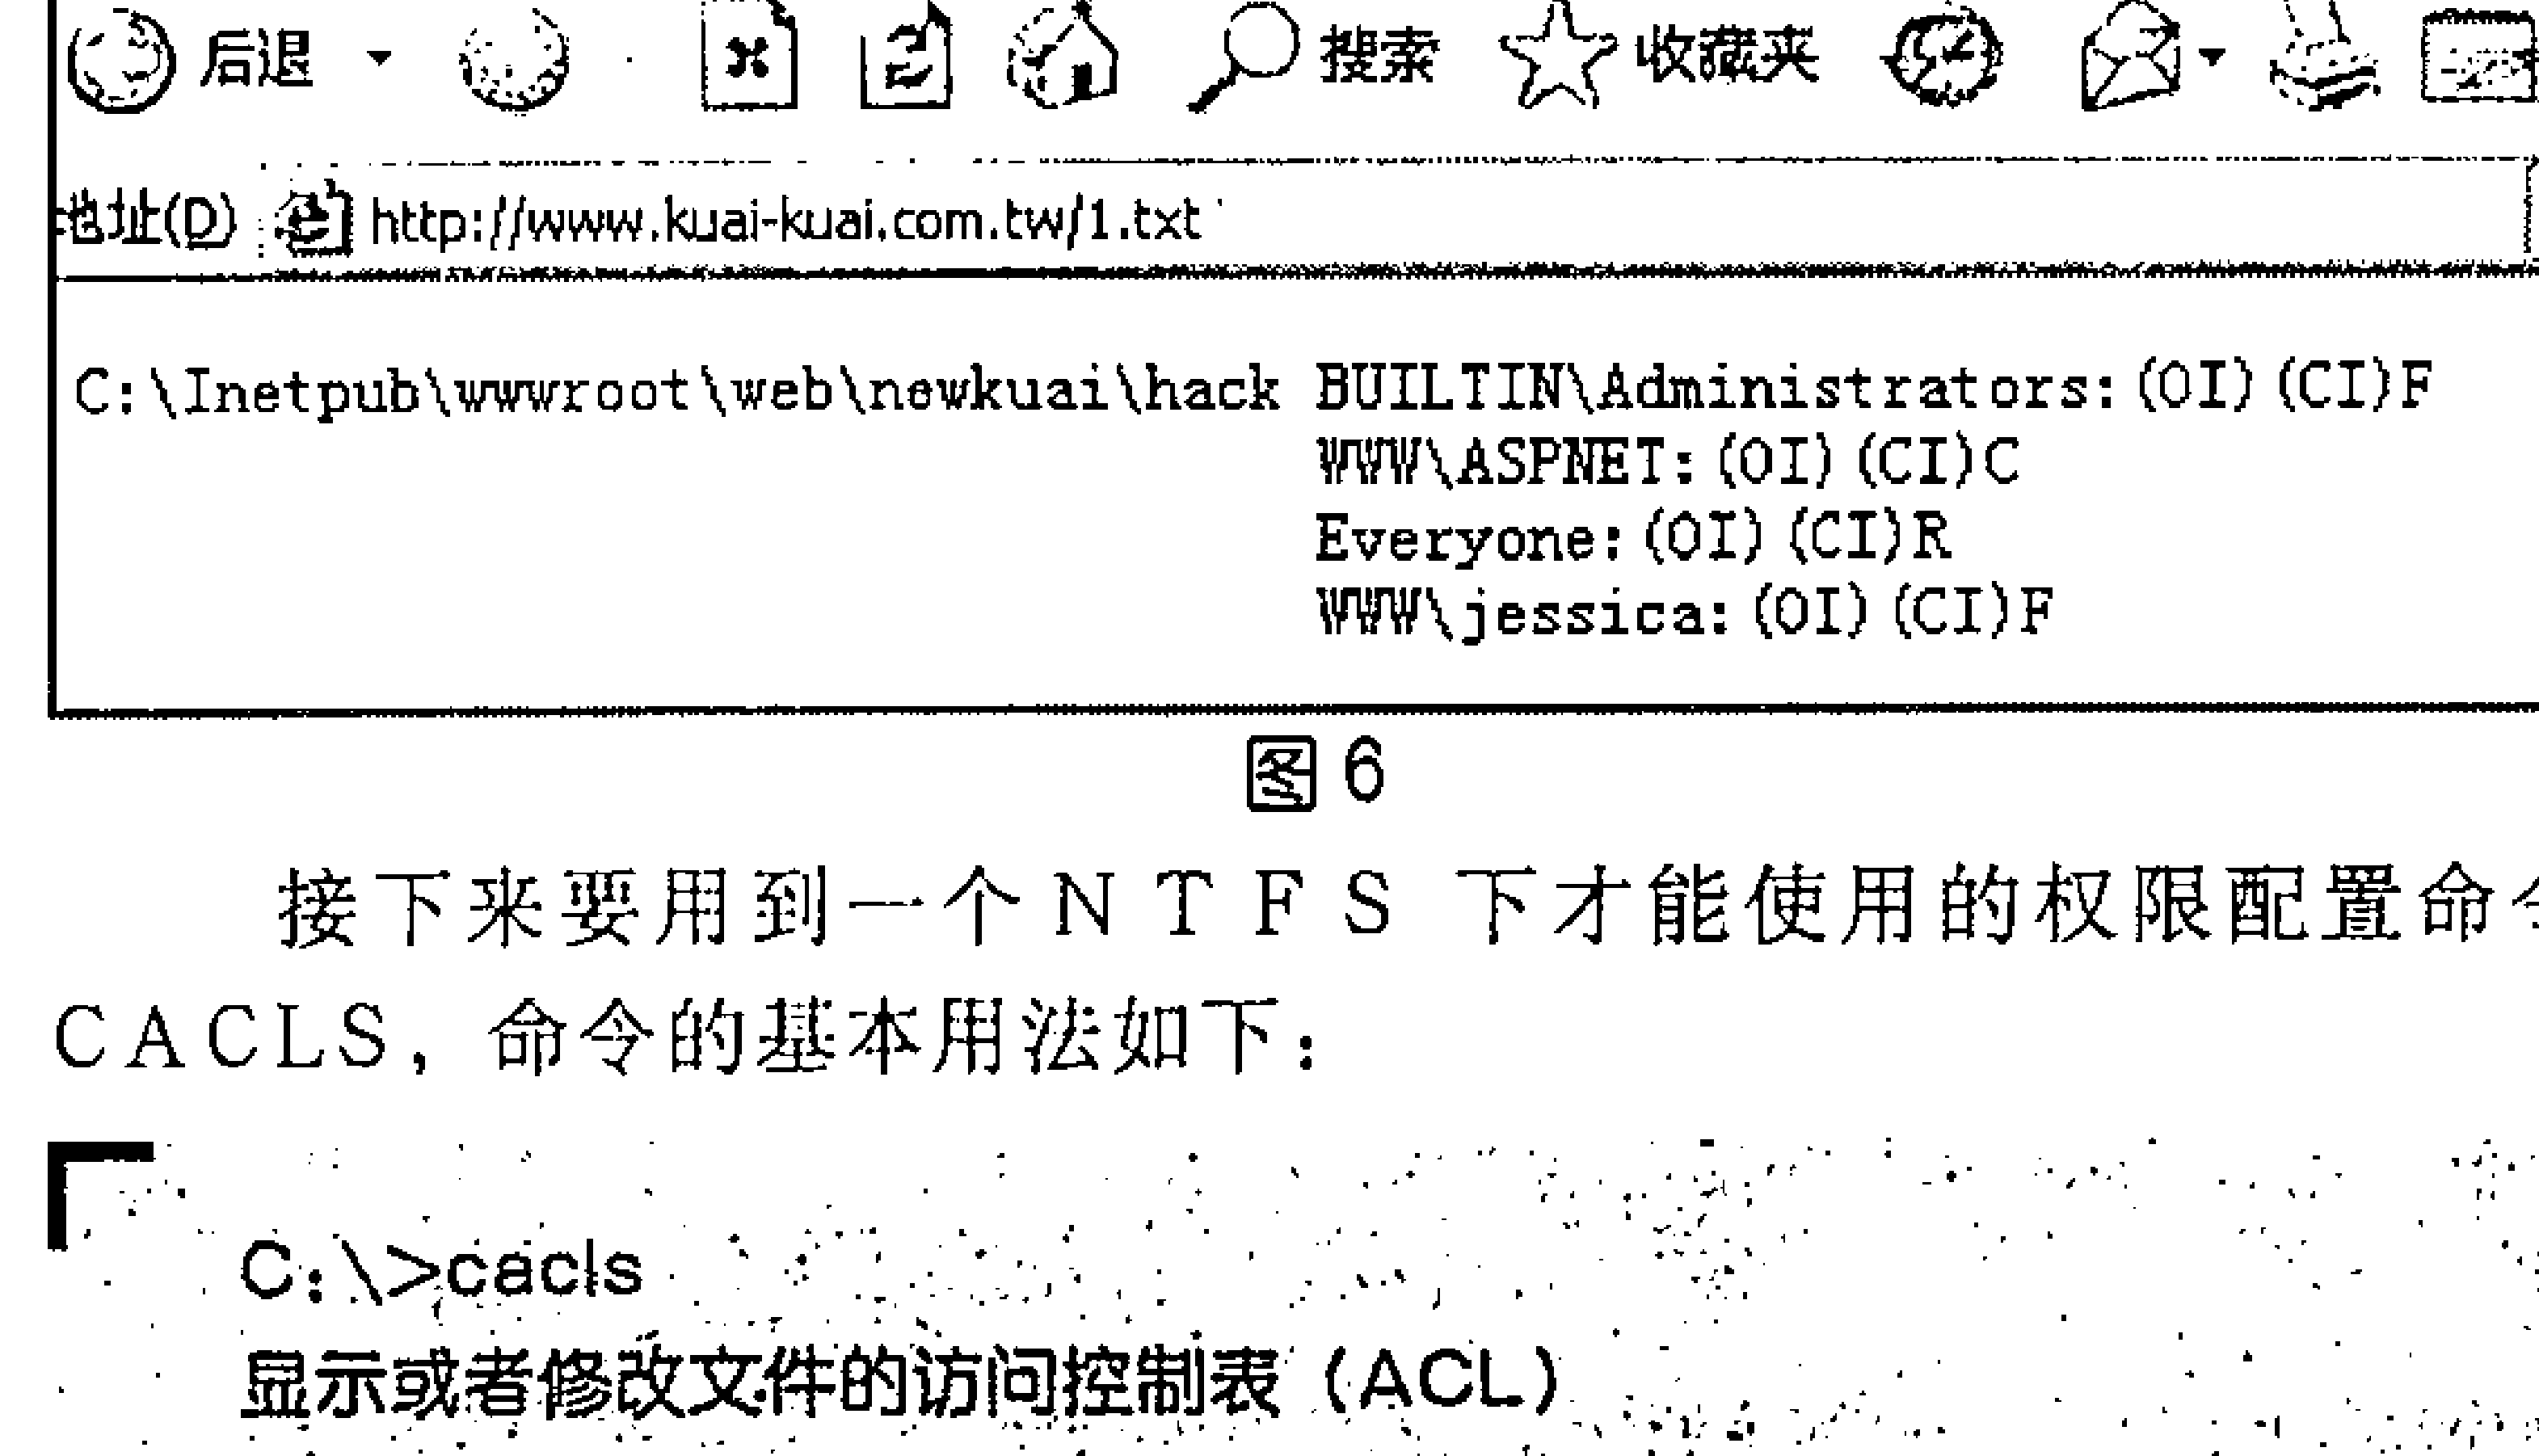 后退 搜索 收藏夹
地址(D) http://www.kuai-kuai.com.tw/1.txt
C:\Inetpub\wwwroot\web\newkuai\hack BUILTIN\Administrators:(OI)(CI)F
WWW\ASPNET:(OI)(CI)C
Everyone:(OI)(CI)R
WWW\jessica:(OI)(CI)F
图 6
接下来要用到一个NTFS 下才能使用的权限配置命令
CACLS，命令的基本用法如下：
C:\>cacls
显示或者修改文件的访问控制表（ACL）